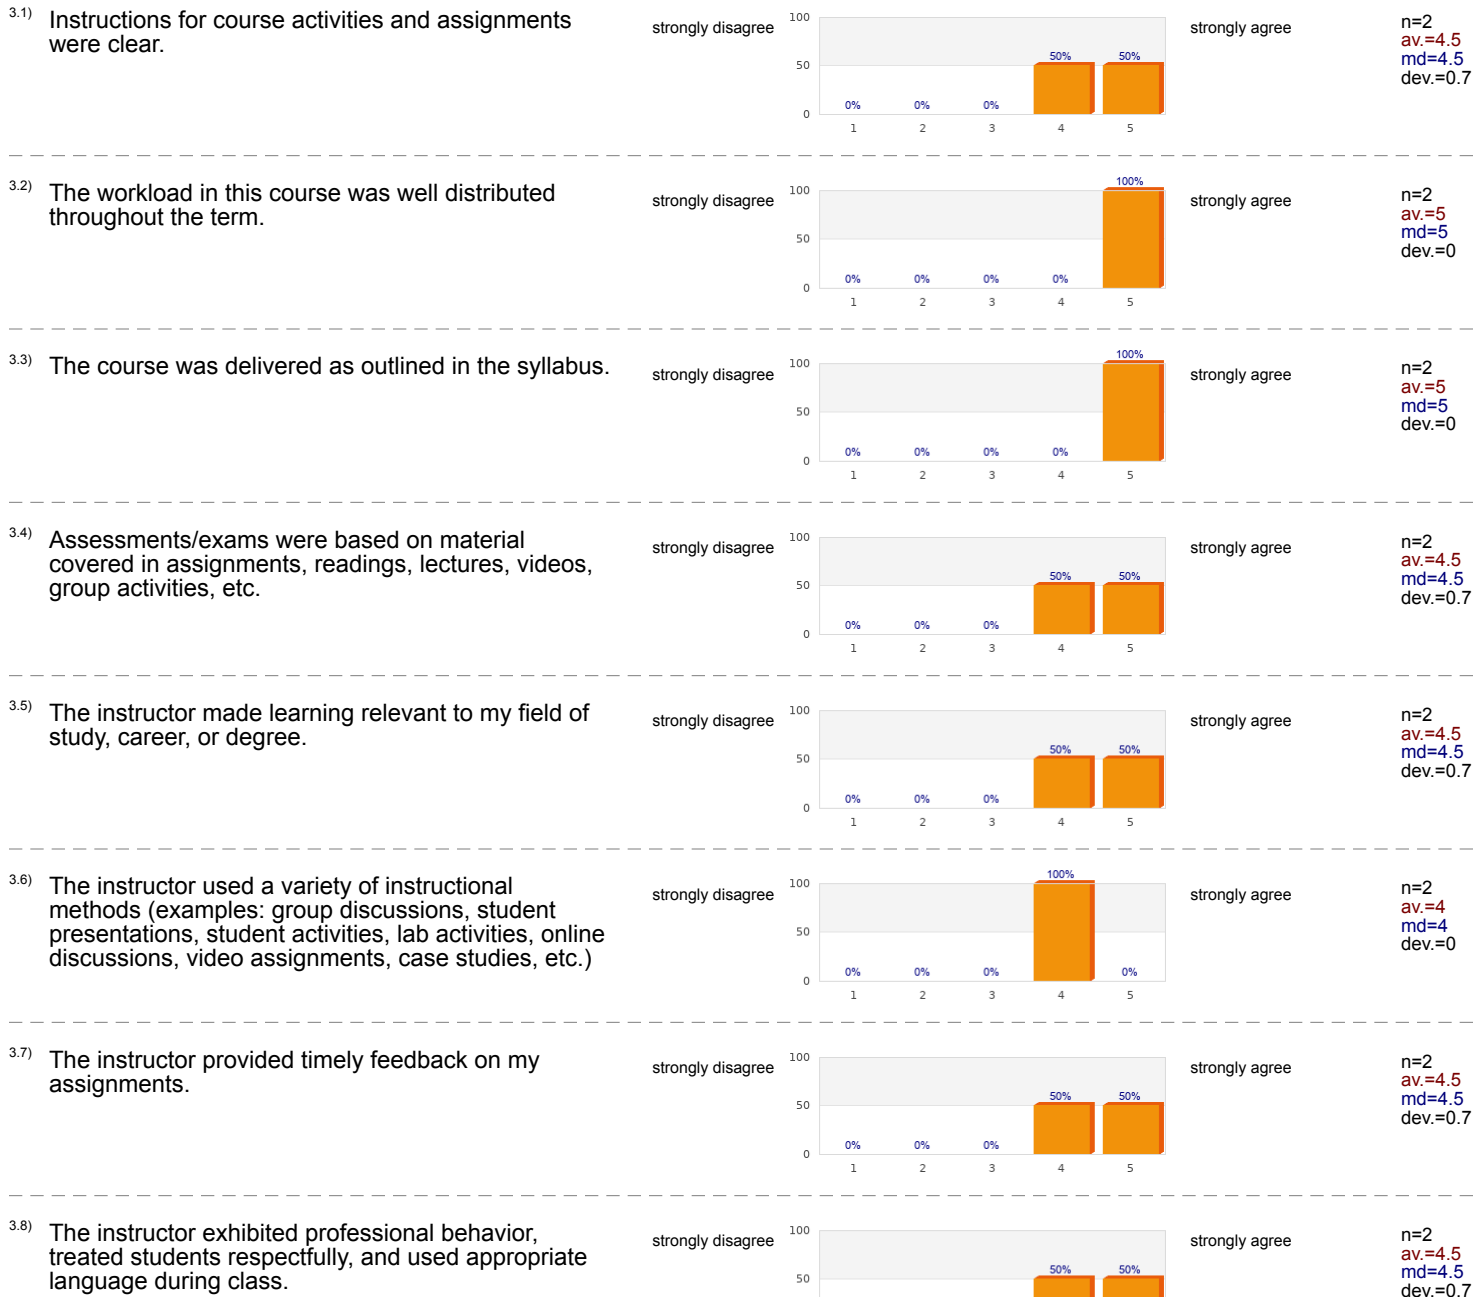 3.1) Instructions for course activities and assignments
were clear.
strongly disagree
100
50
0
0%
0%
0%
50%
50%
1
2
3
4
5
strongly agree
n=2
av.=4.5
md=4.5
dev.=0.7
3.2) The workload in this course was well distributed
throughout the term.
strongly disagree
100
50
0
0%
0%
0%
0%
100%
1
2
3
4
5
strongly agree
n=2
av.=5
md=5
dev.=0
3.3) The course was delivered as outlined in the syllabus.
strongly disagree
100
50
0
0%
0%
0%
0%
100%
1
2
3
4
5
strongly agree
n=2
av.=5
md=5
dev.=0
3.4) Assessments/exams were based on material
covered in assignments, readings, lectures, videos,
group activities, etc.
strongly disagree
100
50
0
0%
0%
0%
50%
50%
1
2
3
4
5
strongly agree
n=2
av.=4.5
md=4.5
dev.=0.7
3.5) The instructor made learning relevant to my field of
study, career, or degree.
strongly disagree
100
50
0
0%
0%
0%
50%
50%
1
2
3
4
5
strongly agree
n=2
av.=4.5
md=4.5
dev.=0.7
3.6) The instructor used a variety of instructional
methods (examples: group discussions, student
presentations, student activities, lab activities, online
discussions, video assignments, case studies, etc.)
strongly disagree
100
50
0
0%
0%
0%
100%
0%
1
2
3
4
5
strongly agree
n=2
av.=4
md=4
dev.=0
3.7) The instructor provided timely feedback on my
assignments.
strongly disagree
100
50
0
0%
0%
0%
50%
50%
1
2
3
4
5
strongly agree
n=2
av.=4.5
md=4.5
dev.=0.7
3.8) The instructor exhibited professional behavior,
treated students respectfully, and used appropriate
language during class.
strongly disagree
100
50
50%
50%
strongly agree
n=2
av.=4.5
md=4.5
dev.=0.7